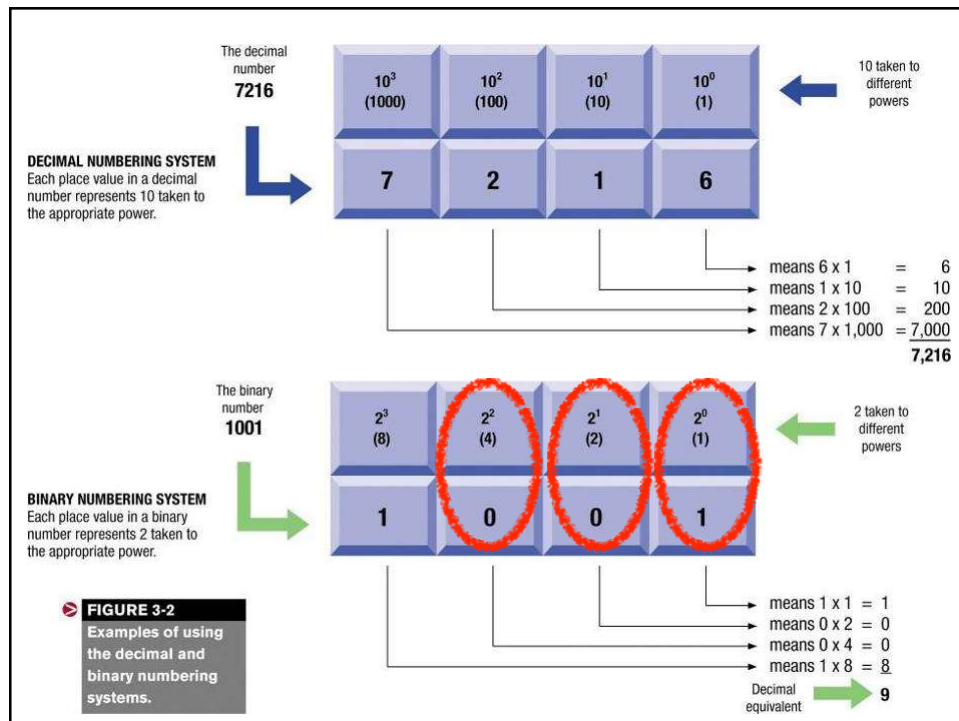 The decimal
number
7216
10³ 10² 10¹ 10⁰
(1000) (100) (10) (1)
10 taken to
different
powers
DECIMAL NUMBERING SYSTEM
Each place value in a decimal
number represents 10 taken to
the appropriate power.
7 2 1 6
means 6 x 1 = 6
means 1 x 10 = 10
means 2 x 100 = 200
means 7 x 1,000 = 7,000
7,216
The binary
number
1001
2³ 2² 2¹ 2⁰
(8) (4) (2) (1)
2 taken to
different
powers
BINARY NUMBERING SYSTEM
Each place value in a binary
number represents 2 taken to
the appropriate power.
1 0 0 1
means 1 x 1 = 1
means 0 x 2 = 0
means 0 x 4 = 0
means 1 x 8 = 8
Decimal
equivalent
9
FIGURE 3-2
Examples of using
the decimal and
binary numbering
systems.